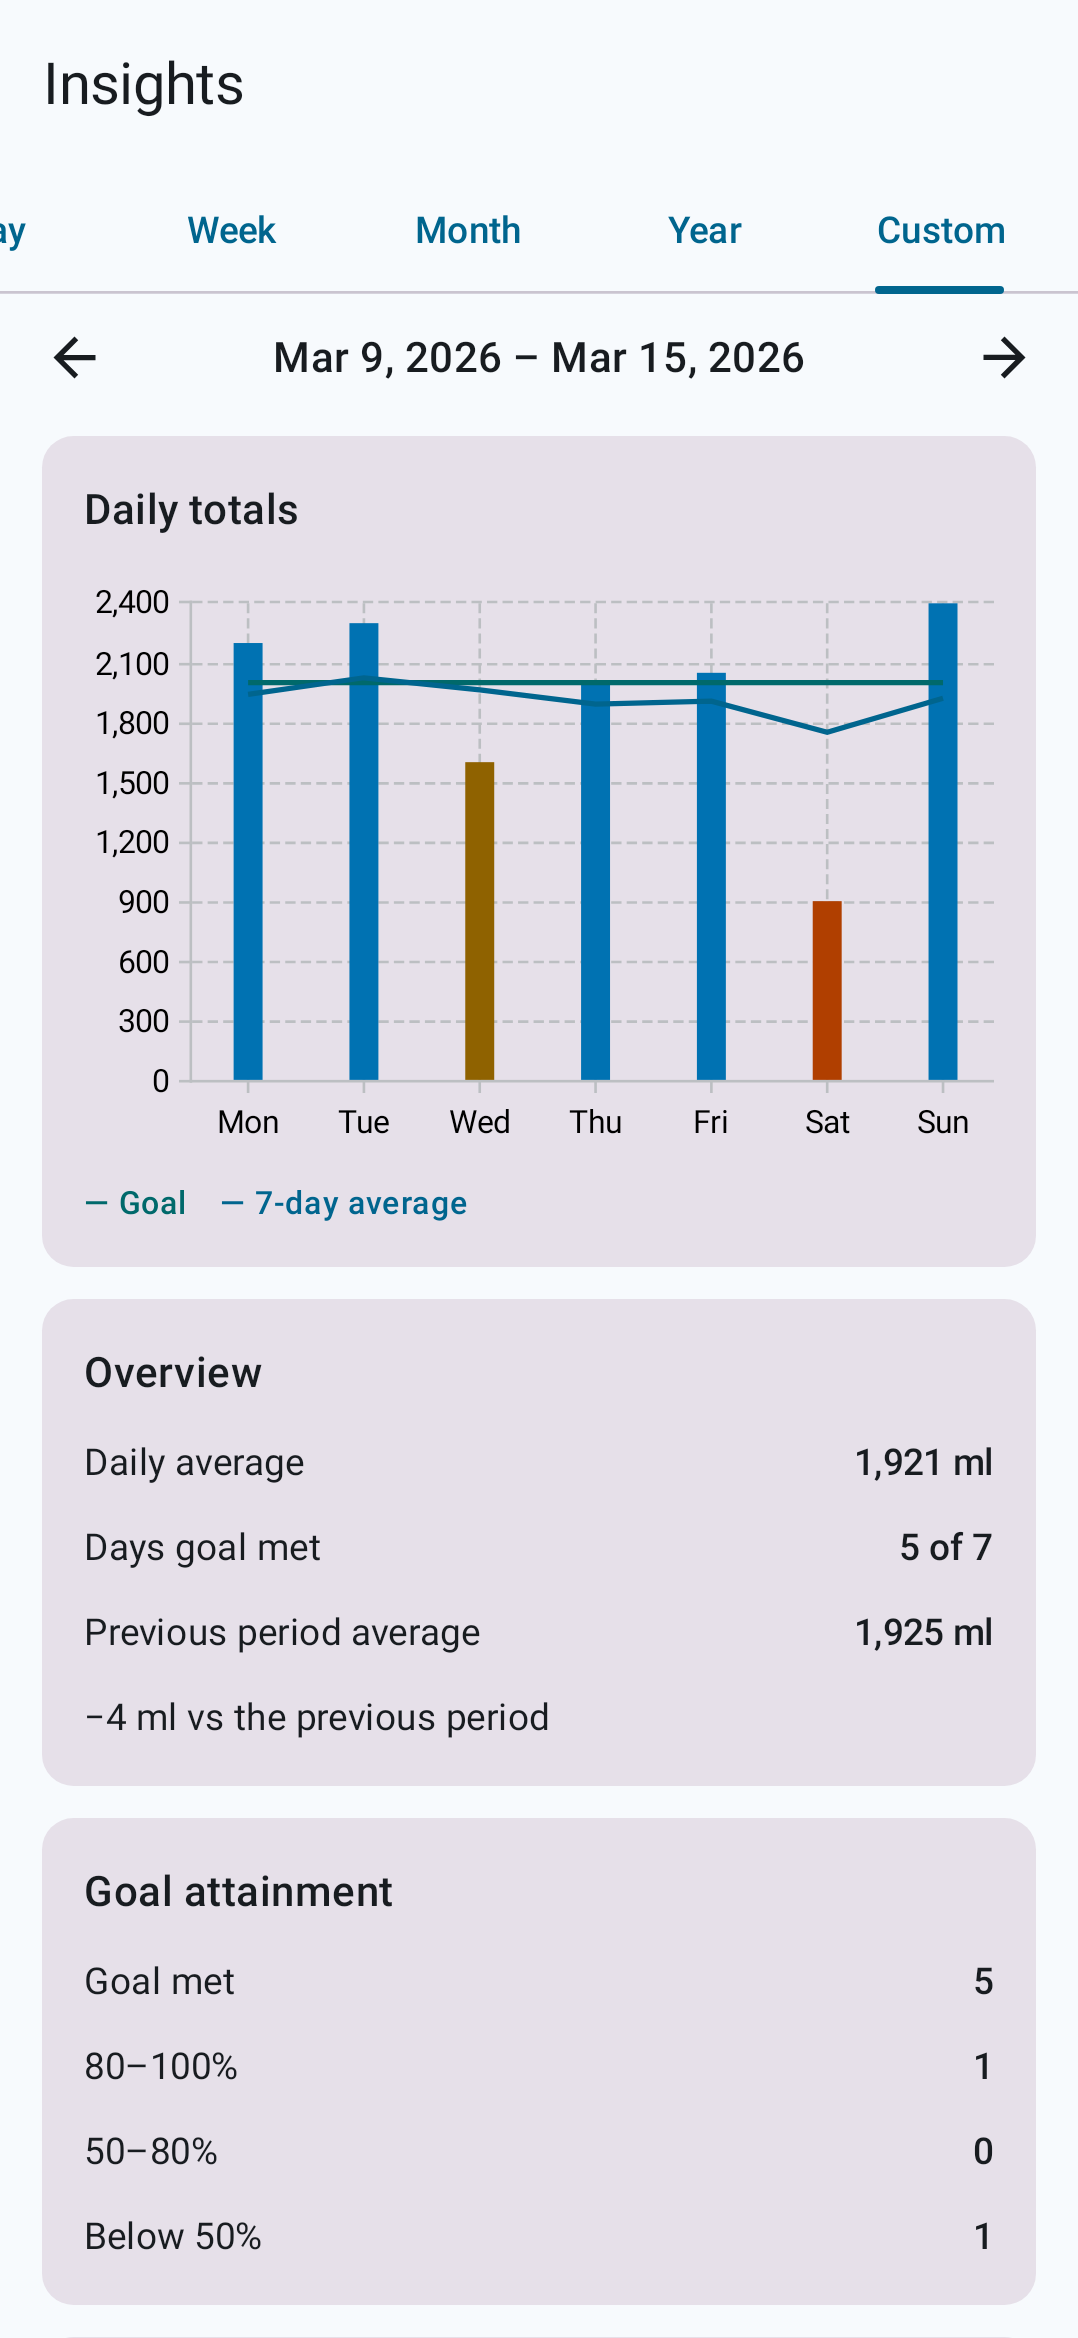 Insights
ay Week Month Year Custom
Mar 9, 2026 – Mar 15, 2026
Daily totals
2,400
2,100
1,800
1,500
1,200
900
600
300
0
Mon Tue Wed Thu Fri Sat Sun
Goal 7-day average
Overview
Daily average 1,921 ml
Days goal met 5 of 7
Previous period average 1,925 ml
−4 ml vs the previous period
Goal attainment
Goal met 5
80–100% 1
50–80% 0
Below 50% 1